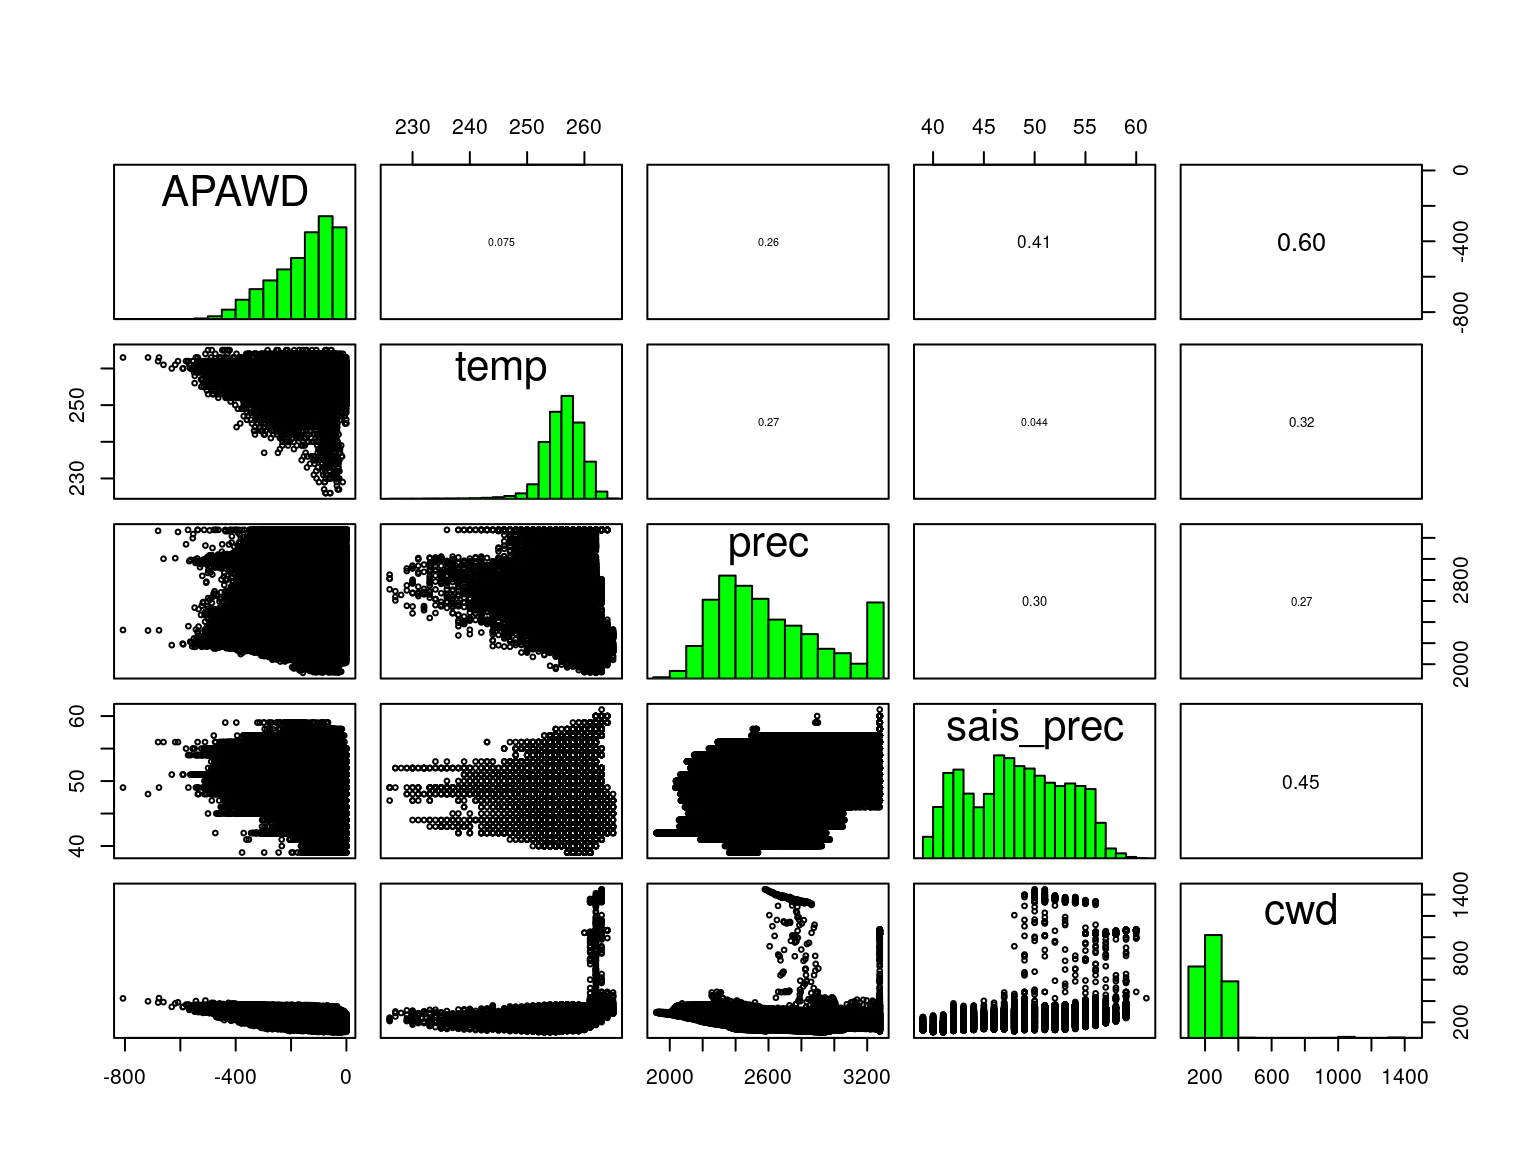 230 240 250 260 40 45 50 55 60
APAWD 0.075 0.26 0.41 0.60 -800 -400 0
230 250 temp 0.27 0.044 0.32
prec 0.30 0.27 2000 2800
40 50 60 sais_prec 0.45
cwd 200 800 1400
-800 -400 0 2000 2600 3200 200 600 1000 1400